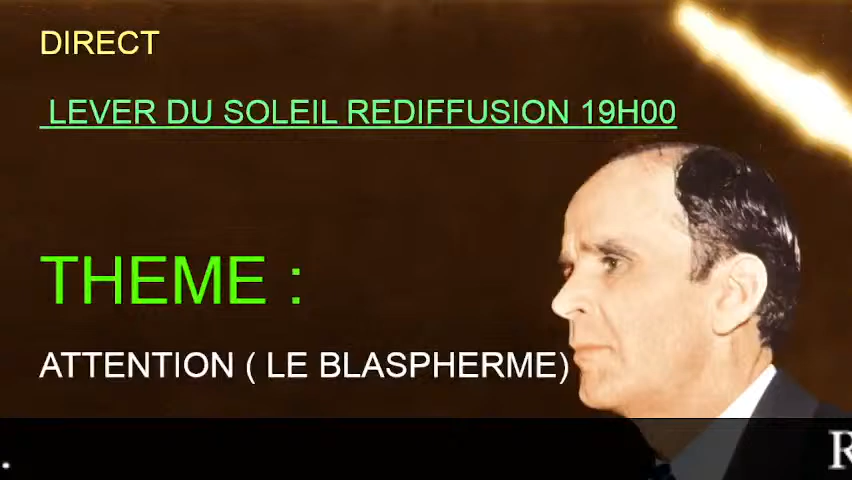 DIRECT
LEVER DU SOLEIL REDIFFUSION 19H00
THEME :
ATTENTION ( LE BLASPHERME)
. R